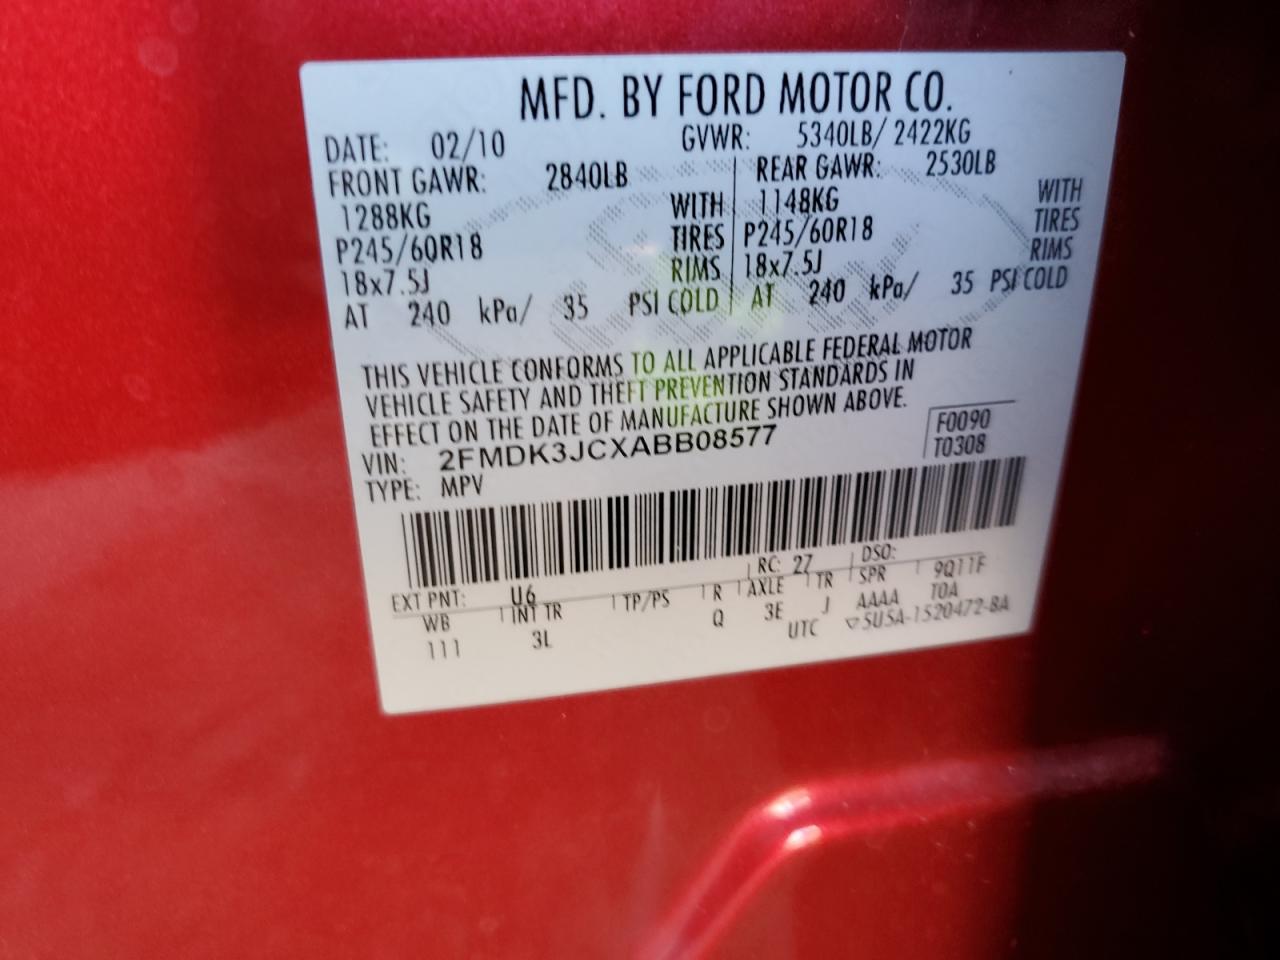 MFD. BY FORD MOTOR CO.
DATE: 02/10 GVWR: 5340LB/ 2422KG
FRONT GAWR: 2840LB REAR GAWR: 2530LB
1288KG WITH 1148KG WITH
P245/60R18 TIRES P245/60R18 TIRES
18x7.5J RIMS 18x7.5J RIMS
AT 240 kPa/ 35 PSI COLD AT 240 kPa/ 35 PSI COLD
THIS VEHICLE CONFORMS TO ALL APPLICABLE FEDERAL MOTOR
VEHICLE SAFETY AND THEFT PREVENTION STANDARDS IN
EFFECT ON THE DATE OF MANUFACTURE SHOWN ABOVE.
VIN: 2FMDK3JCXABB08577 F0090
TYPE: MPV T0308
EXT PNT: U6 RC: 27 DSO:
WB INT TR TP/PS R AXLE TR SPR 9Q11F
111 3L Q 3E J AAAA T0A
UTC ▽5U5A-1520472-BA